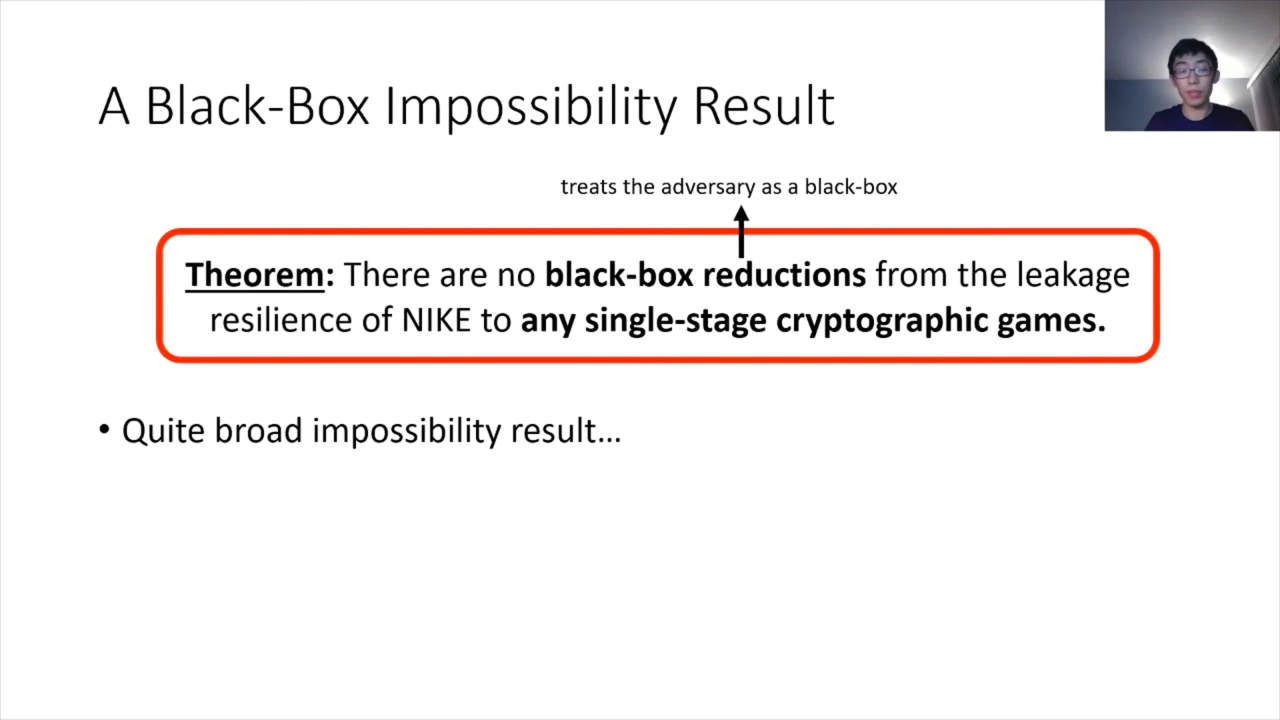 A Black-Box Impossibility Result
treats the adversary as a black-box
Theorem: There are no black-box reductions from the leakage
resilience of NIKE to any single-stage cryptographic games.
• Quite broad impossibility result...